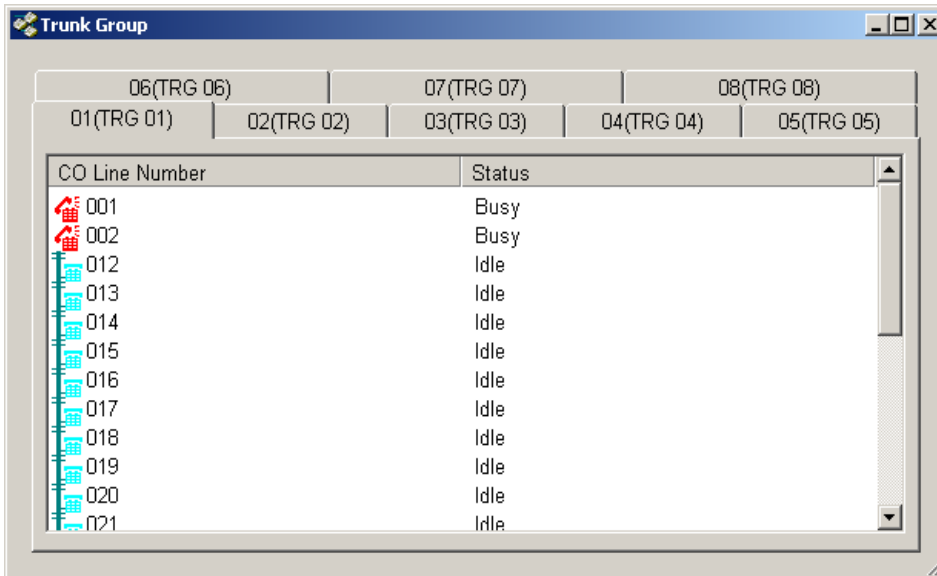 Trunk Group
06(TRG 06) 07(TRG 07) 08(TRG 08)
01(TRG 01) 02(TRG 02) 03(TRG 03) 04(TRG 04) 05(TRG 05)
CO Line Number Status
001 Busy
002 Busy
012 Idle
013 Idle
014 Idle
015 Idle
016 Idle
017 Idle
018 Idle
019 Idle
020 Idle
021 Idle